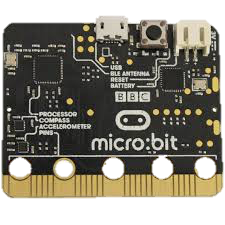 USB
BLE ANTENNA
RESET
BATTERY
BBC
micro:bit
PROCESSOR
COMPASS
ACCELEROMETER
PINS